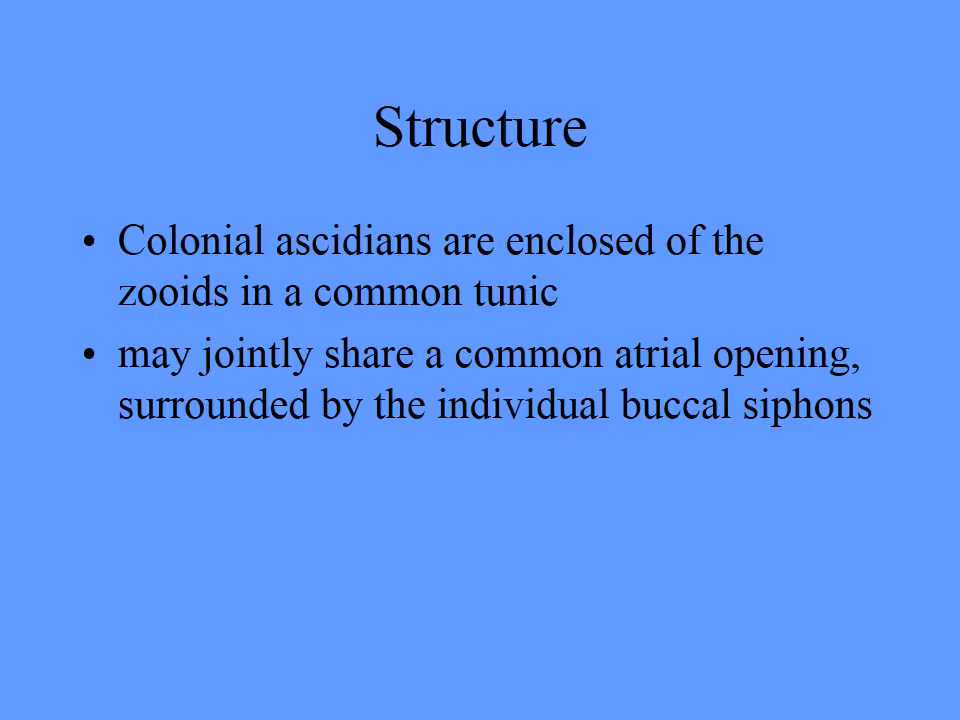 Structure
• Colonial ascidians are enclosed of the
zooids in a common tunic
• may jointly share a common atrial opening,
surrounded by the individual buccal siphons